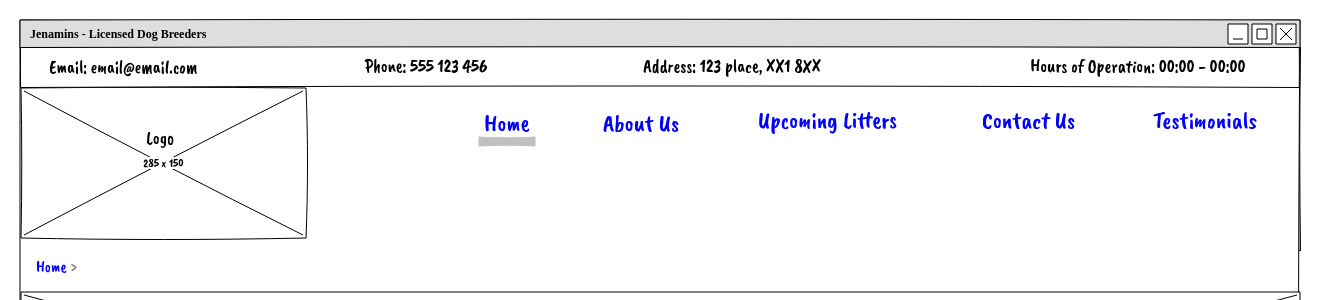 Jenamins - Licensed Dog Breeders
Email: email@email.com Phone: 555 123 456 Address: 123 place, XX1 8XX Hours of Operation: 00:00 - 00:00
Logo
285 x 150
Home About Us Upcoming Litters Contact Us Testimonials
Home >